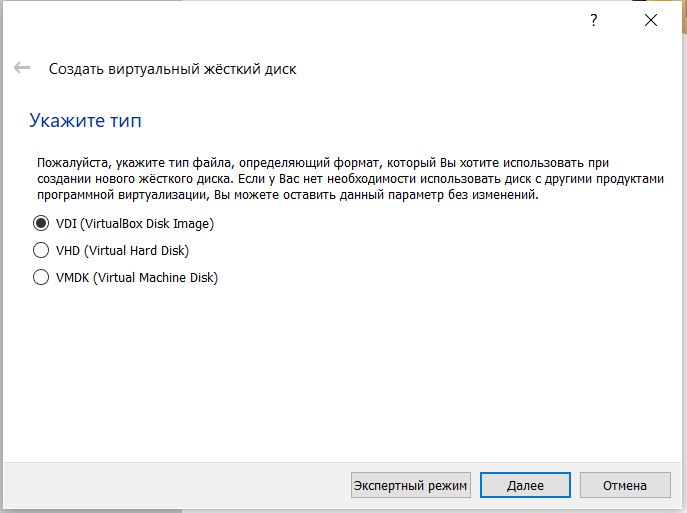 ?
Создать виртуальный жёсткий диск
Укажите тип
Пожалуйста, укажите тип файла, определяющий формат, который Вы хотите использовать при
создании нового жёсткого диска. Если у Вас нет необходимости использовать диск с другими продуктами
программной виртуализации, Вы можете оставить данный параметр без изменений.
VDI (VirtualBox Disk Image)
VHD (Virtual Hard Disk)
VMDK (Virtual Machine Disk)
Экспертный режим Далее Отмена